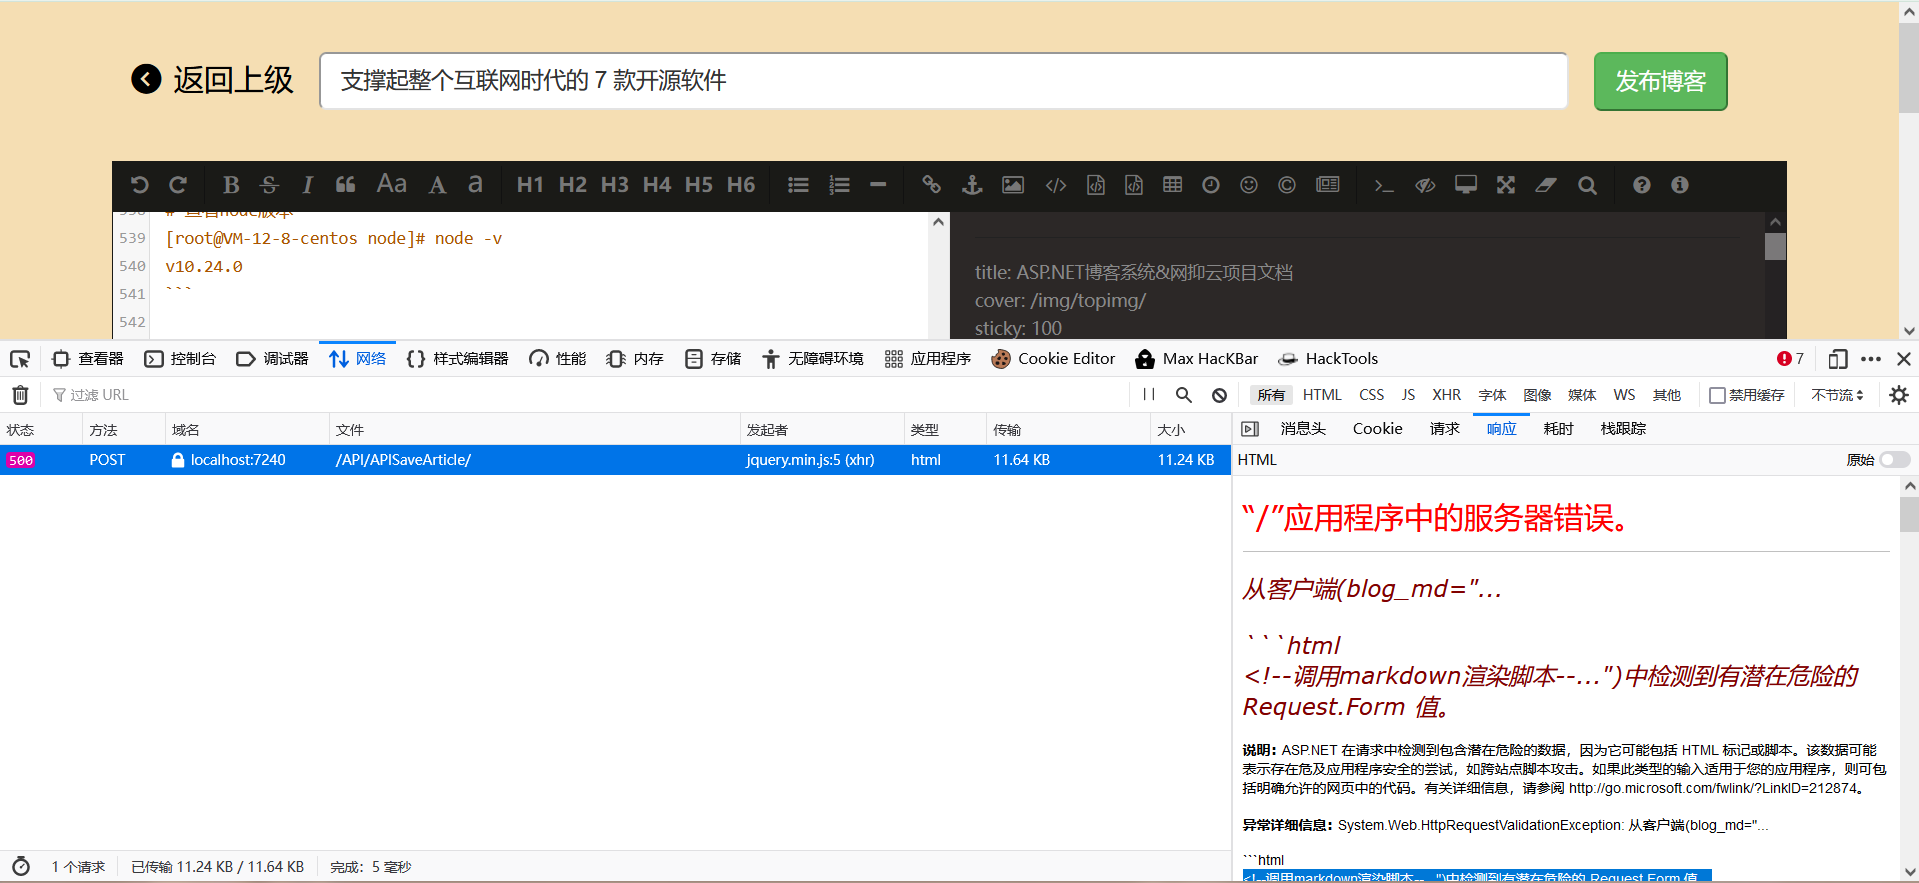 返回上级
支撑起整个互联网时代的 7 款开源软件
发布博客
B S I Aa A a H1 H2 H3 H4 H5 H6
538 # 查看node版本
539 [root@VM-12-8-centos node]# node -v
540 v10.24.0
541 ```
542
title: ASP.NET博客系统&网抑云项目文档
cover: /img/topimg/
sticky: 100
查看器 控制台 调试器 网络 样式编辑器 性能 内存 存储 无障碍环境 应用程序 Cookie Editor Max HacKBar HackTools 7
过滤 URL 所有 HTML CSS JS XHR 字体 图像 媒体 WS 其他 禁用缓存 不节流
状态 方法 域名 文件 发起者 类型 传输 大小
500 POST localhost:7240 /API/APISaveArticle/ jquery.min.js:5 (xhr) html 11.64 KB 11.24 KB
消息头 Cookie 请求 响应 耗时 栈跟踪
HTML 原始
“/”应用程序中的服务器错误。
从客户端(blog_md="...
```html
<!--调用markdown渲染脚本--...")中检测到有潜在危险的
Request.Form 值。
说明: ASP.NET 在请求中检测到包含潜在危险的数据，因为它可能包括 HTML 标记或脚本。该数据可能
表示存在危及应用程序安全的尝试，如跨站点脚本攻击。如果此类型的输入适用于您的应用程序，则可包
括明确允许的网页中的代码。有关详细信息，请参阅 http://go.microsoft.com/fwlink/?LinkID=212874。
异常详细信息: System.Web.HttpRequestValidationException: 从客户端(blog_md="...
```html
<!--调用markdown渲染脚本--...")中检测到有潜在危险的 Request.Form 值。
1 个请求 已传输 11.24 KB / 11.64 KB 完成：5 毫秒